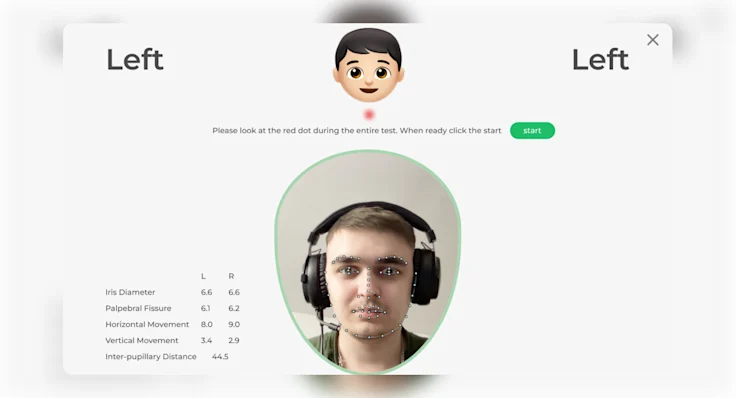 Left
Left
Please look at the red dot during the entire test. When ready click the start
start
L R
Iris Diameter 6.6 6.6
Palpebral Fissure 6.1 6.2
Horizontal Movement 8.0 9.0
Vertical Movement 3.4 2.9
Inter-pupillary Distance 44.5